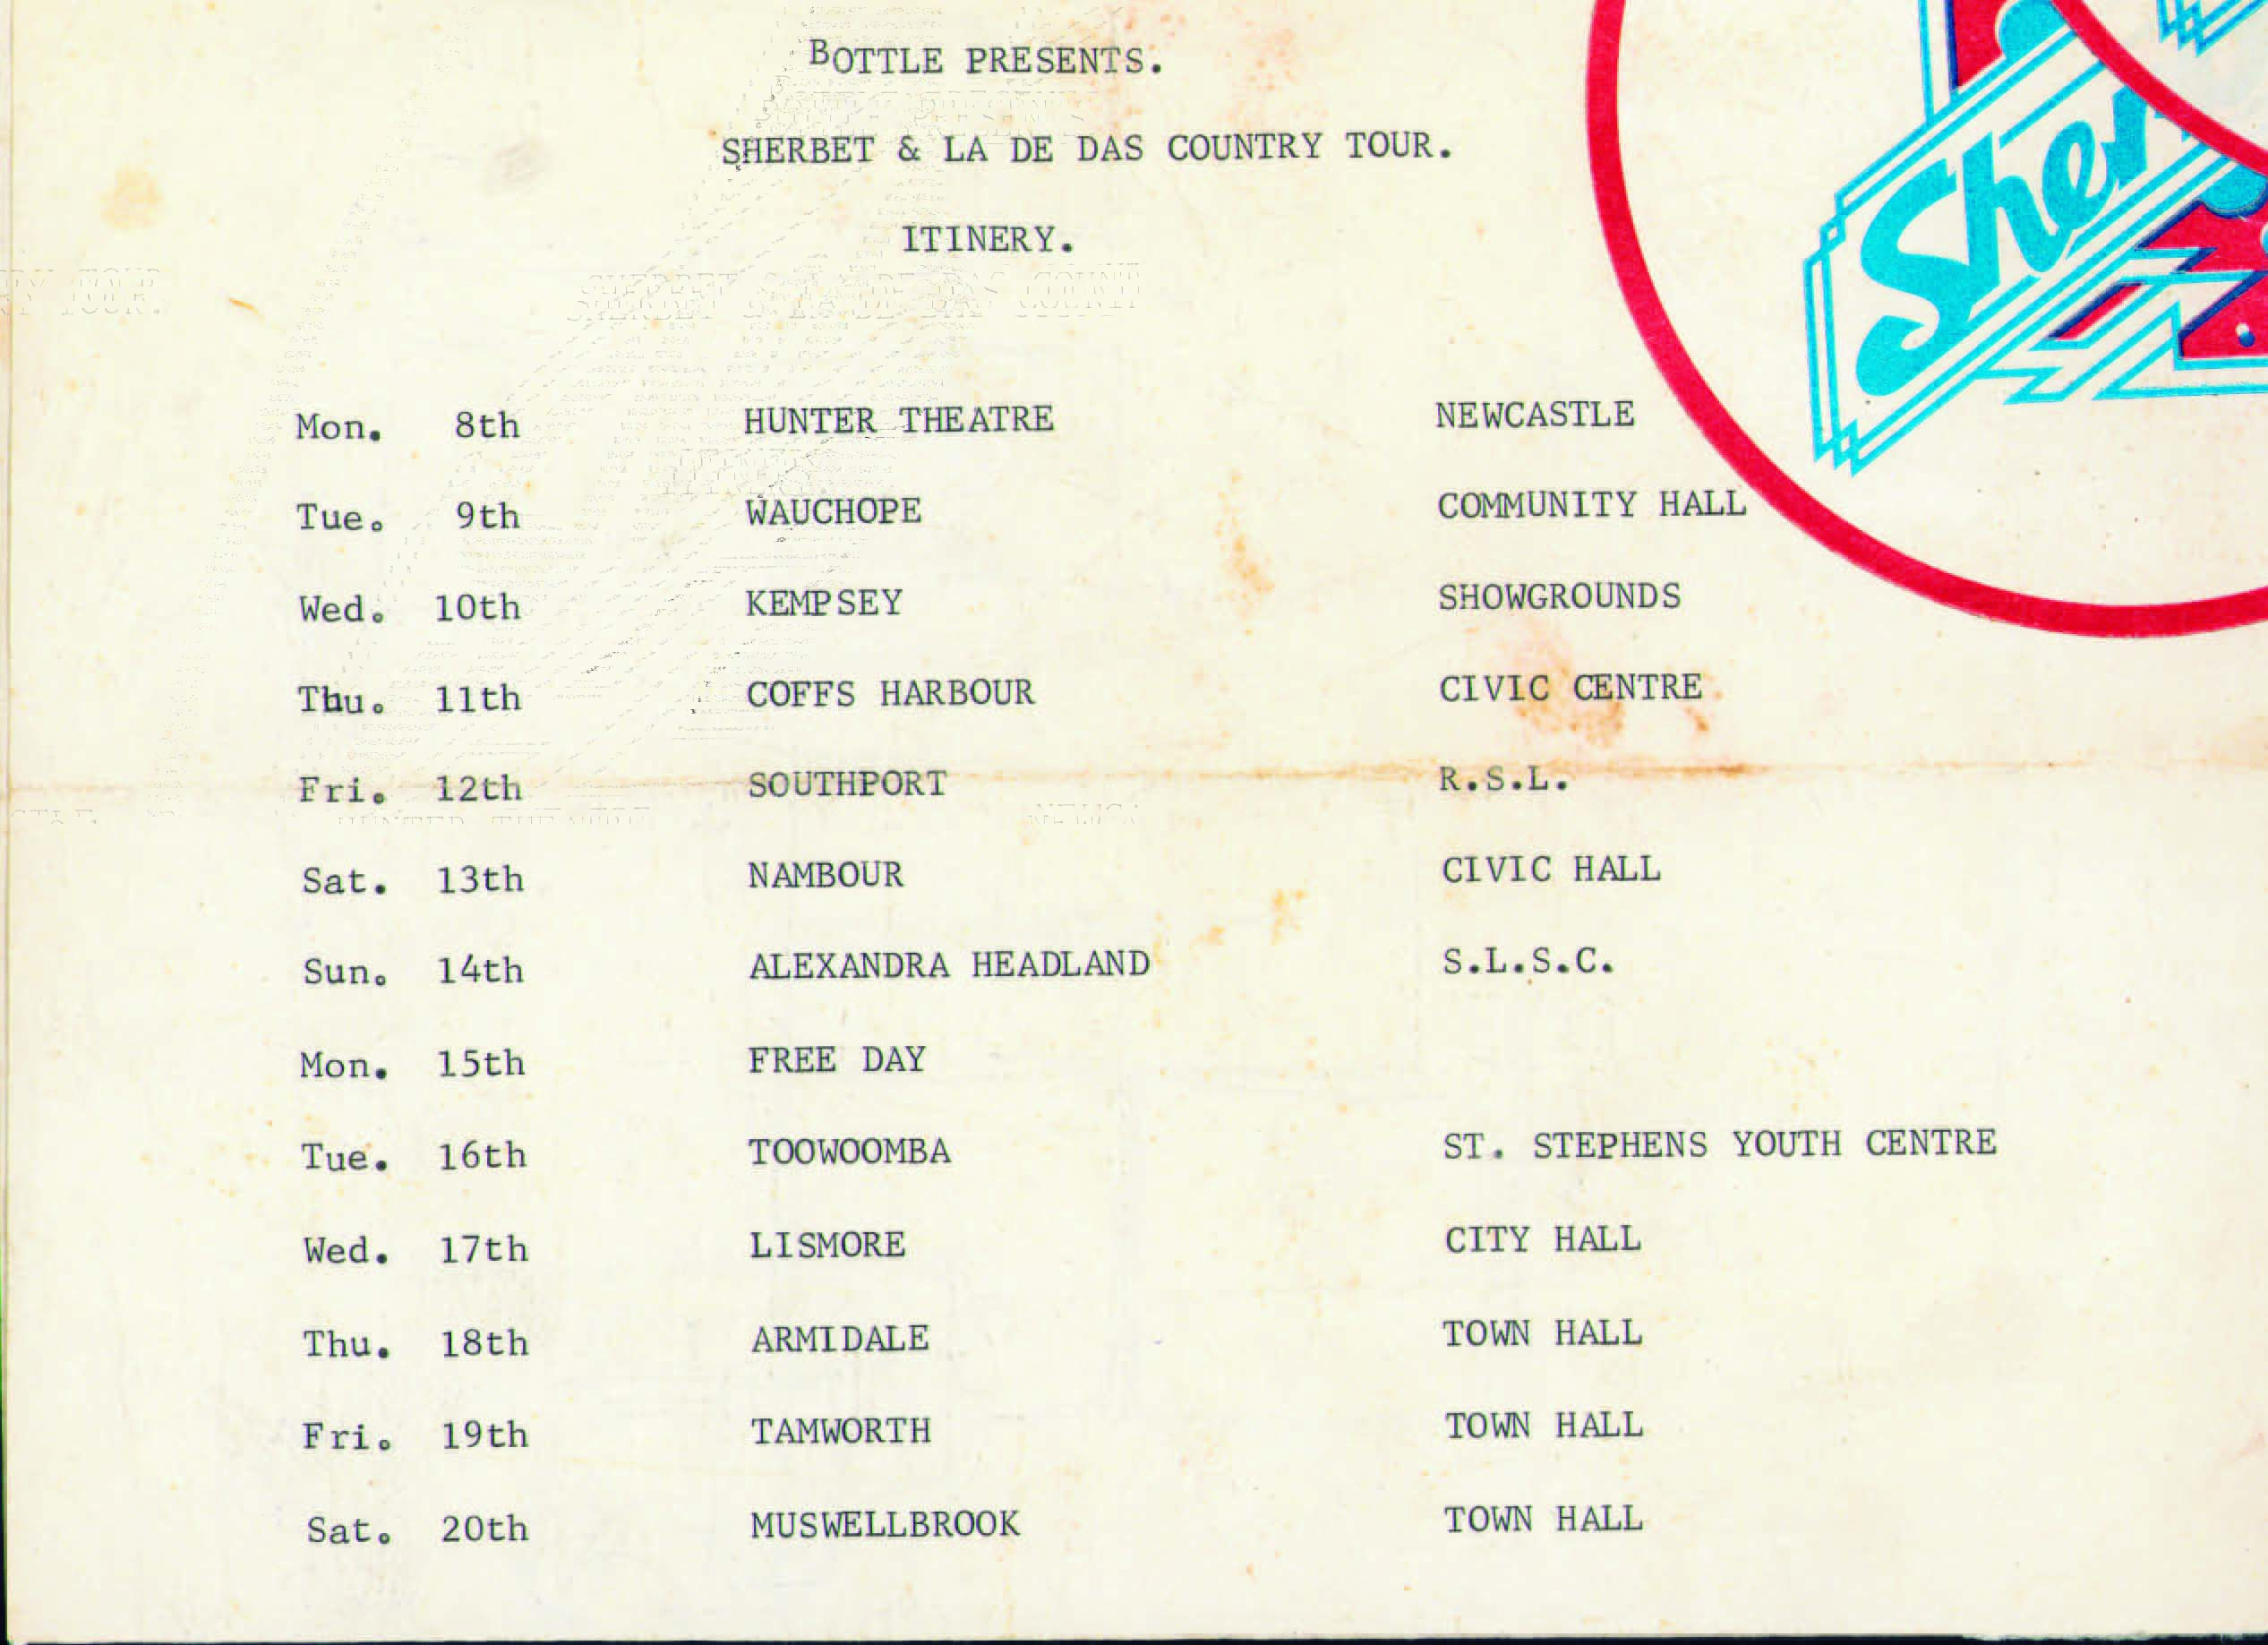 BOTTLE PRESENTS.
SHERBET & LA DE DAS COUNTRY TOUR.
ITINERY.
Mon. 8th HUNTER THEATRE NEWCASTLE
Tue. 9th WAUCHOPE COMMUNITY HALL
Wed. 10th KEMPSEY SHOWGROUNDS
Thu. 11th COFFS HARBOUR CIVIC CENTRE
Fri. 12th SOUTHPORT R.S.L.
Sat. 13th NAMBOUR CIVIC HALL
Sun. 14th ALEXANDRA HEADLAND S.L.S.C.
Mon. 15th FREE DAY
Tue. 16th TOOWOOMBA ST. STEPHENS YOUTH CENTRE
Wed. 17th LISMORE CITY HALL
Thu. 18th ARMIDALE TOWN HALL
Fri. 19th TAMWORTH TOWN HALL
Sat. 20th MUSWELLBROOK TOWN HALL